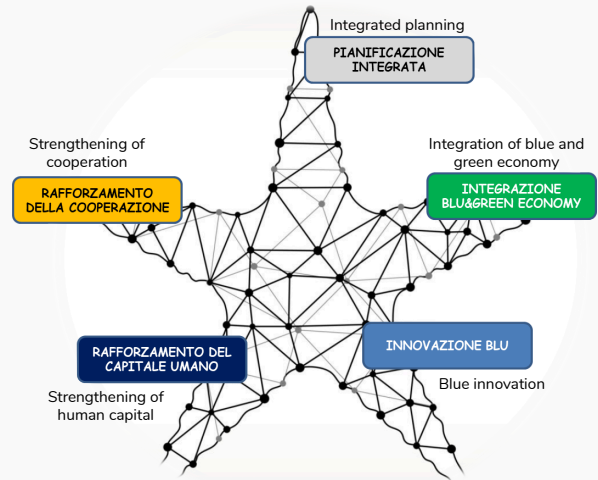 Integrated planning
PIANIFICAZIONE
INTEGRATA
Strengthening of
cooperation
RAFFORZAMENTO
DELLA COOPERAZIONE
Integration of blue and
green economy
INTEGRAZIONE
BLU&GREEN ECONOMY
RAFFORZAMENTO DEL
CAPITALE UMANO
Strengthening of
human capital
INNOVAZIONE BLU
Blue innovation